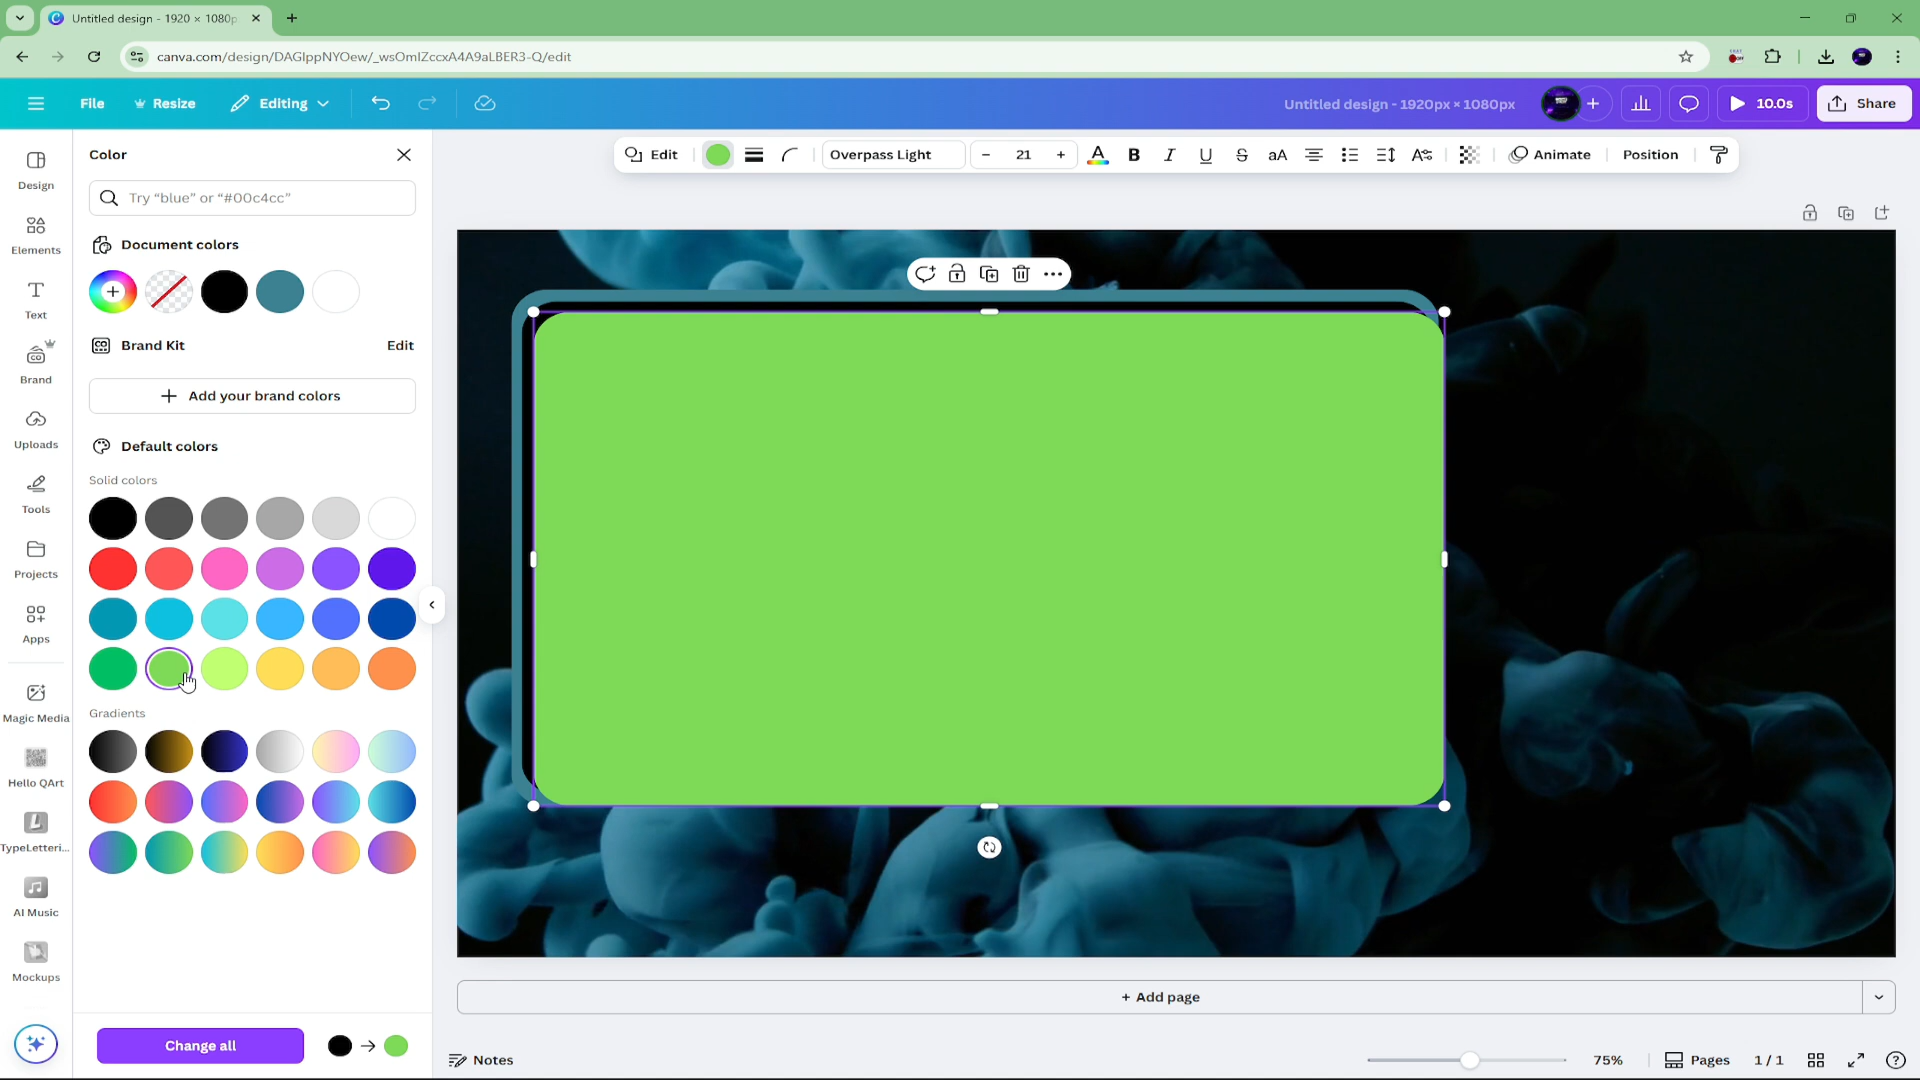 Untitled design - 1920 × 1080p
canva.com/design/DAGlppNYOew/_wsOmIZccxA4A9aLBER3-Q/edit
File
Resize
Editing
Untitled design - 1920px × 1080px
10.0s
Share
Design
Elements
Text
Brand
Uploads
Tools
Projects
Apps
Magic Media
Hello QArt
TypeLetteri...
AI Music
Mockups
Color
Try “blue” or “#00c4cc”
Document colors
Brand Kit
Edit
+ Add your brand colors
Default colors
Solid colors
Gradients
Change all
Edit
Overpass Light
- 21 +
A
B
I
U
S
aA
Animate
Position
+ Add page
Notes
75%
Pages
1 / 1